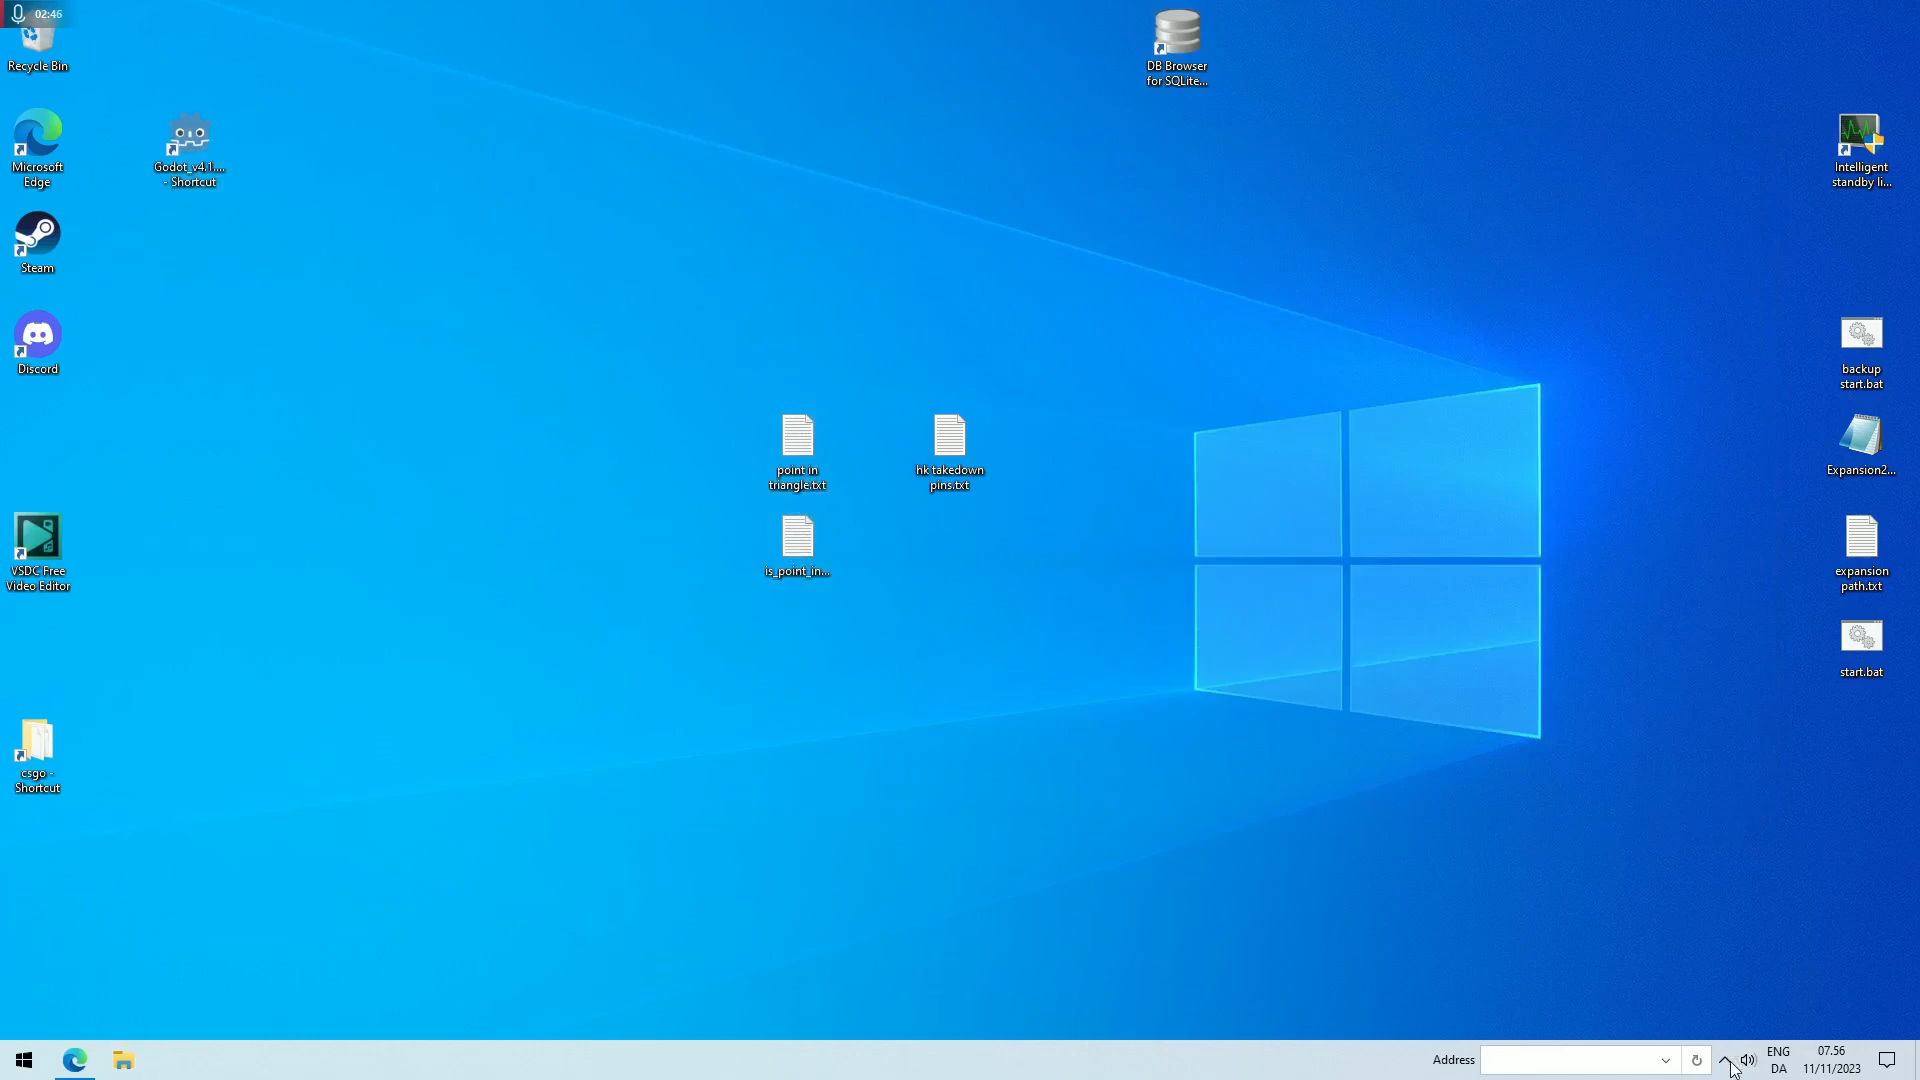 02:46
Recycle Bin
DB Browser
for SQLite...
Microsoft
Edge
Godot_v4.1....
- Shortcut
Intelligent
standby li...
Steam
Discord
backup
start.bat
point in
triangle.txt
hk takedown
pins.txt
Expansion2...
VSDC Free
Video Editor
is_point_in...
expansion
path.txt
start.bat
csgo -
Shortcut
Address
ENG
DA
07.56
11/11/2023